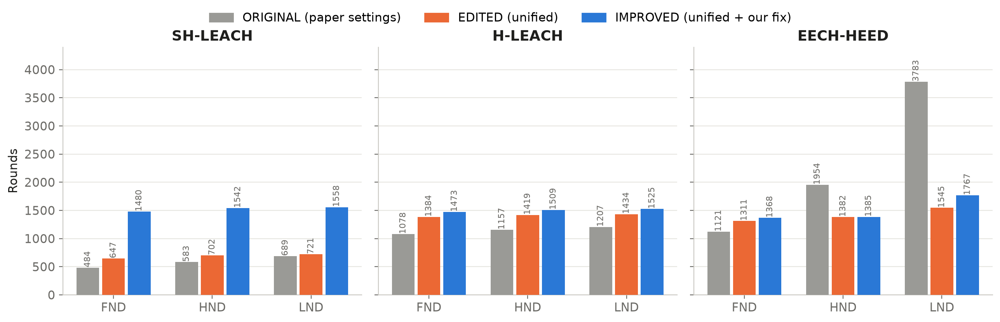 ORIGINAL (paper settings) EDITED (unified) IMPROVED (unified + our fix)
SH-LEACH
Rounds
4000
3500
3000
2500
2000
1500
1000
500
0
484 647 1480
583 702 1542
689 721 1558
FND HND LND
H-LEACH
1078 1384 1473
1157 1419 1509
1207 1434 1525
FND HND LND
EECH-HEED
1121 1311 1368
1954 1382 1385
3783 1545 1767
FND HND LND